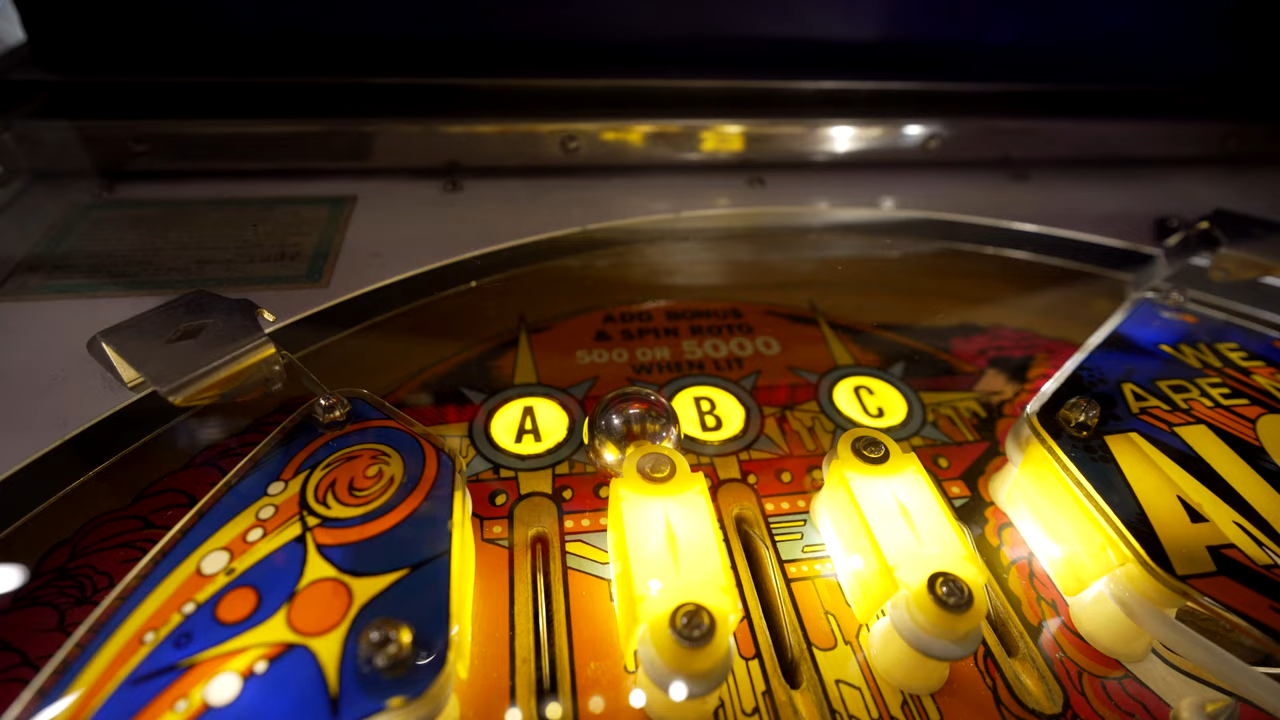 ADD BONUS
& SPIN ROTO
500 OR 5000
WHEN LIT
A
B
C
WE
ARE